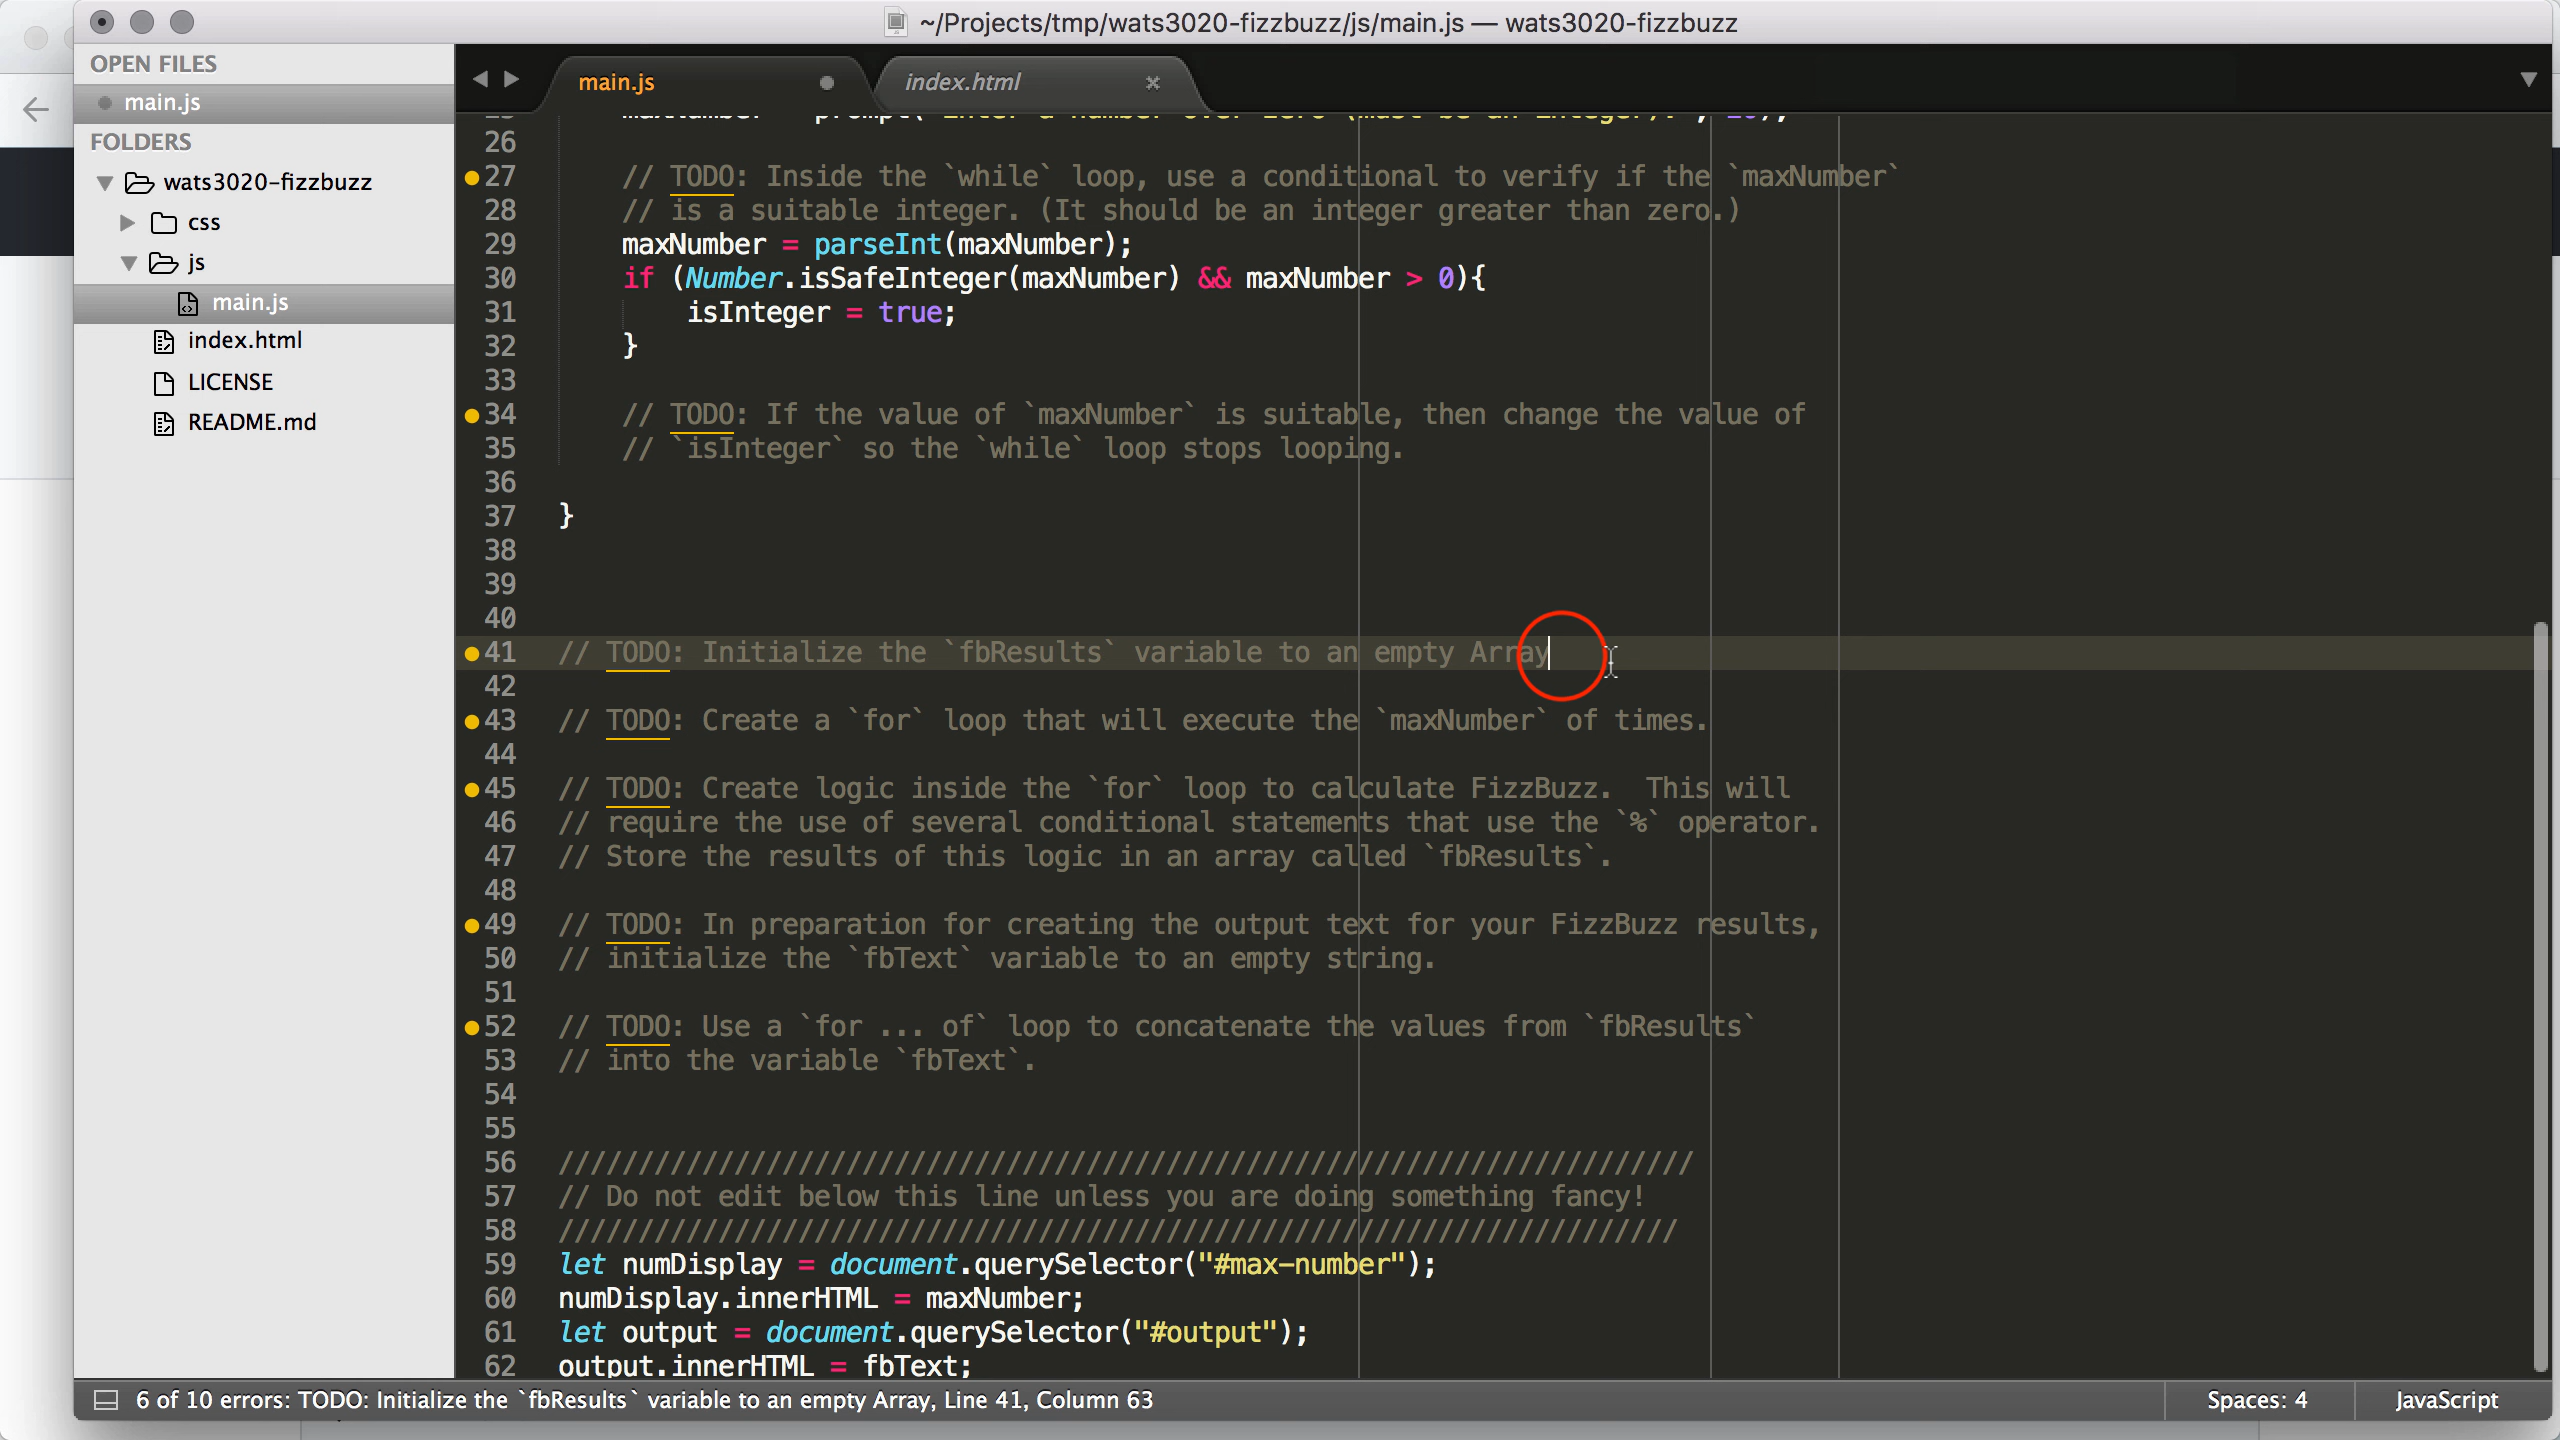 ~/Projects/tmp/wats3020-fizzbuzz/js/main.js — wats3020-fizzbuzz
OPEN FILES
main.js
FOLDERS
wats3020-fizzbuzz
css
js
main.js
index.html
LICENSE
README.md
main.js
index.html
26
27 // TODO: Inside the `while` loop, use a conditional to verify if the `maxNumber`
28 // is a suitable integer. (It should be an integer greater than zero.)
29 maxNumber = parseInt(maxNumber);
30 if (Number.isSafeInteger(maxNumber) && maxNumber > 0){
31 isInteger = true;
32 }
33
34 // TODO: If the value of `maxNumber` is suitable, then change the value of
35 // `isInteger` so the `while` loop stops looping.
36
37 }
38
39
40
41 // TODO: Initialize the `fbResults` variable to an empty Array
42
43 // TODO: Create a `for` loop that will execute the `maxNumber` of times.
44
45 // TODO: Create logic inside the `for` loop to calculate FizzBuzz.  This will
46 // require the use of several conditional statements that use the `%` operator.
47 // Store the results of this logic in an array called `fbResults`.
48
49 // TODO: In preparation for creating the output text for your FizzBuzz results,
50 // initialize the `fbText` variable to an empty string.
51
52 // TODO: Use a `for ... of` loop to concatenate the values from `fbResults`
53 // into the variable `fbText`.
54
55
56 ///////////////////////////////////////////////////////////////////////
57 // Do not edit below this line unless you are doing something fancy!
58 //////////////////////////////////////////////////////////////////////
59 let numDisplay = document.querySelector("#max-number");
60 numDisplay.innerHTML = maxNumber;
61 let output = document.querySelector("#output");
62 output.innerHTML = fbText;
6 of 10 errors: TODO: Initialize the `fbResults` variable to an empty Array, Line 41, Column 63
Spaces: 4
JavaScript